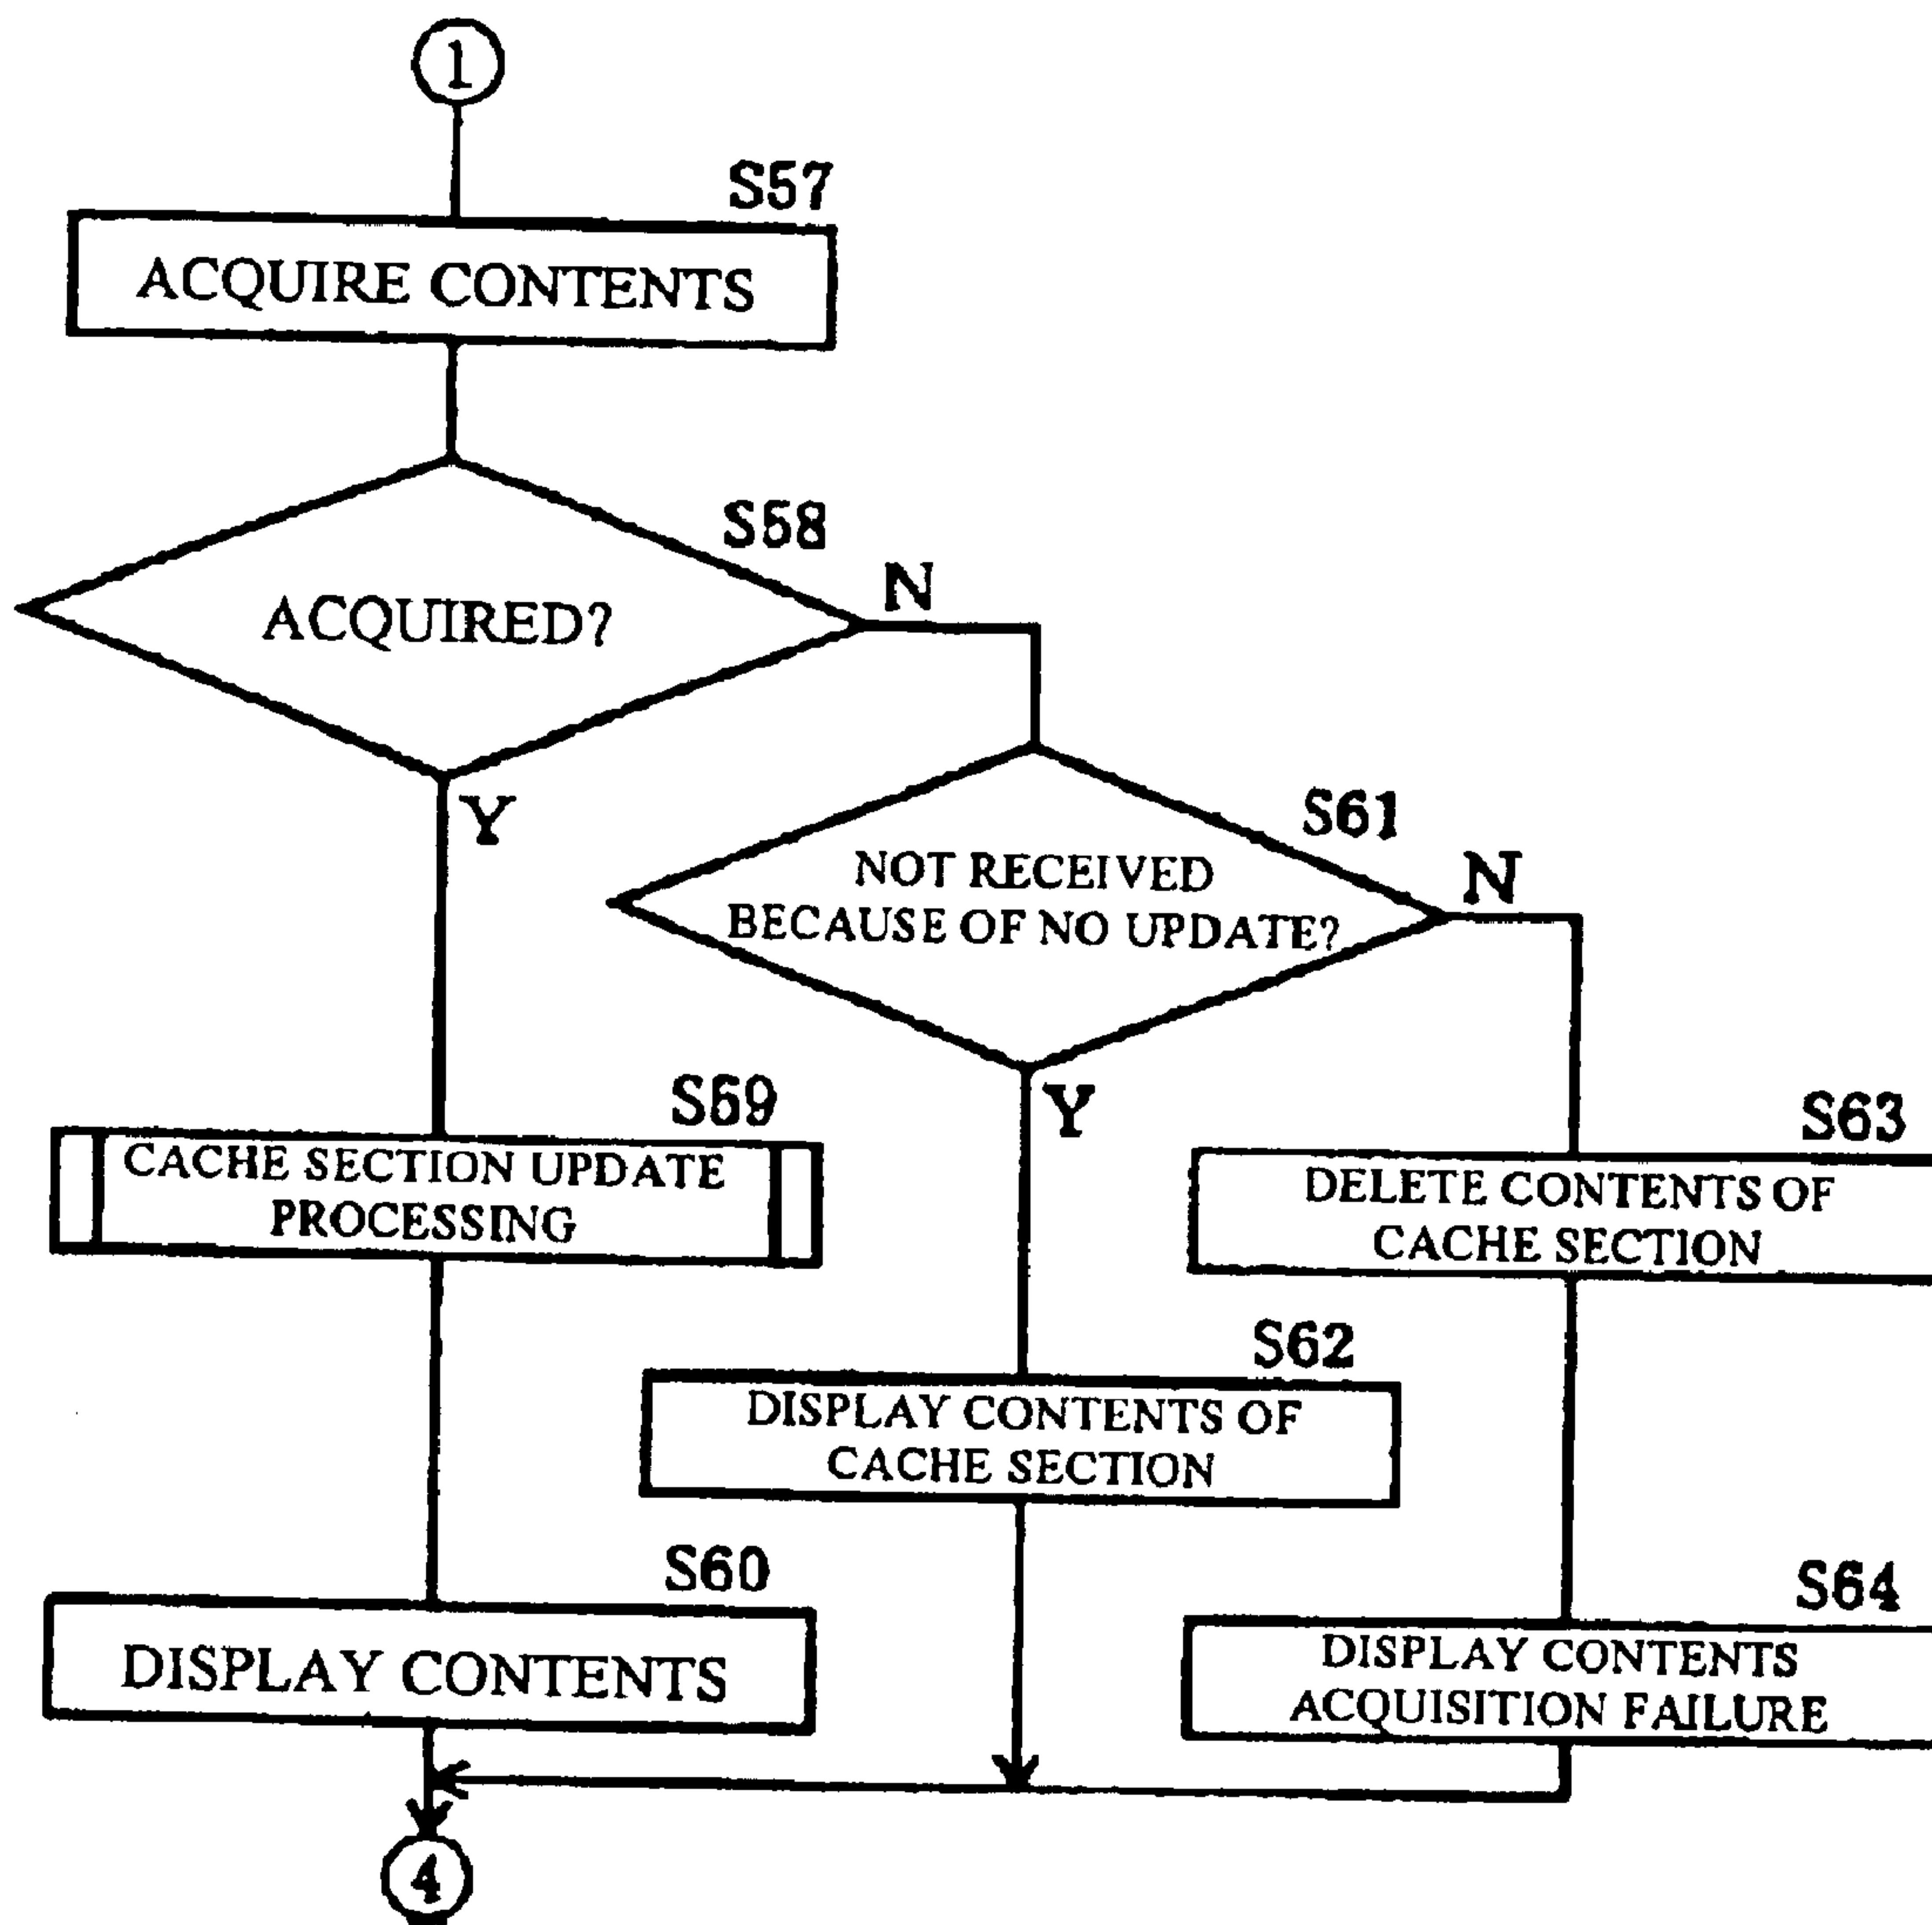 1
S57
ACQUIRE CONTENTS
S58
ACQUIRED?
N
Y
S61
NOT RECEIVED
BECAUSE OF NO UPDATE?
N
Y
S59
CACHE SECTION UPDATE
PROCESSING
S63
DELETE CONTENTS OF
CACHE SECTION
S62
DISPLAY CONTENTS OF
CACHE SECTION
S60
DISPLAY CONTENTS
S64
DISPLAY CONTENTS
ACQUISITION FAILURE
4